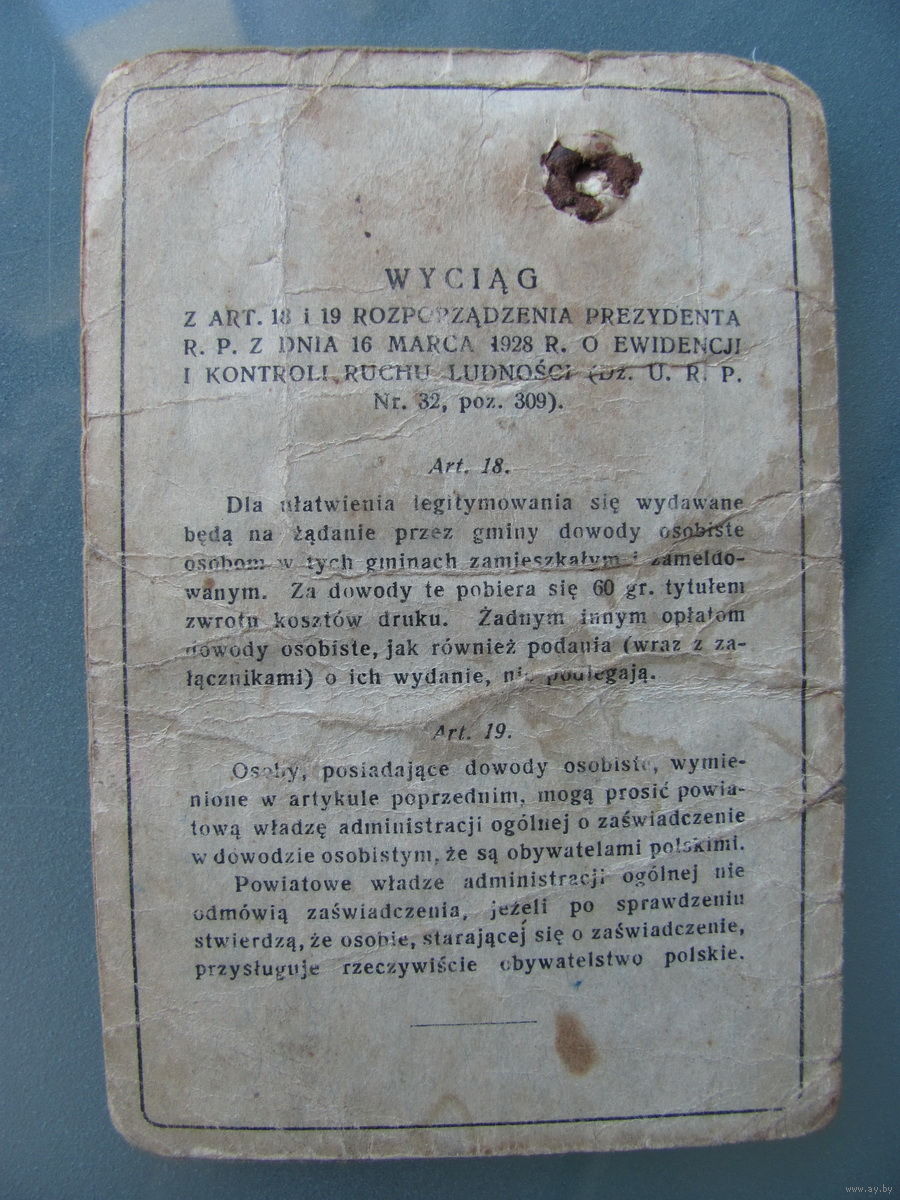 WYCIĄG
Z ART. 18 i 19 ROZPORZĄDZENIA PREZYDENTA
R. P. Z DNIA 16 MARCA 1928 R. O EWIDENCJI
I KONTROLI RUCHU LUDNOŚCI (Dz. U. R. P.
Nr. 32, poz. 309).
Art. 18.
Dla ułatwienia legitymowania się wydawane
będą na żądanie przez gminy dowody osobiste
osobom w tych gminach zamieszkałym i zameldo-
wanym. Za dowody te pobiera się 60 gr. tytułem
zwrotu kosztów druku. Żadnym innym opłatom
dowody osobiste, jak również podania (wraz z za-
łącznikami) o ich wydanie, nie podlegają.
Art. 19.
Osoby, posiadające dowody osobiste, wymie-
nione w artykule poprzednim, mogą prosić powia-
tową władzę administracji ogólnej o zaświadczenie
w dowodzie osobistym, że są obywatelami polskimi.
Powiatowe władze administracji ogólnej nie
odmówią zaświadczenia, jeżeli po sprawdzeniu
stwierdzą, że osobie, starającej się o zaświadczenie,
przysługuje rzeczywiście obywatelstwo polskie.
www.ay.by